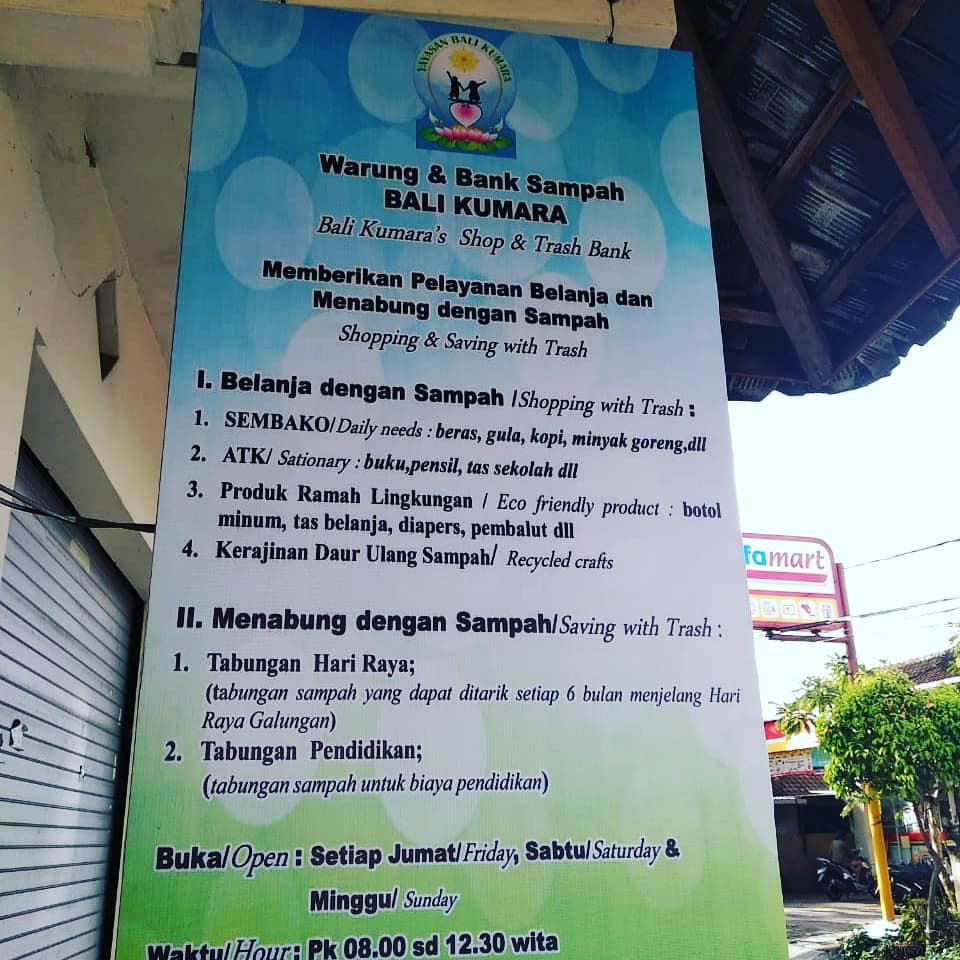 YAYASAN BALI KUMARA
Warung & Bank Sampah
BALI KUMARA
Bali Kumara's Shop & Trash Bank
Memberikan Pelayanan Belanja dan
Menabung dengan Sampah
Shopping & Saving with Trash
I. Belanja dengan Sampah /Shopping with Trash :
1. SEMBAKO/Daily needs : beras, gula, kopi, minyak goreng,dll
2. ATK/ Sationary : buku,pensil, tas sekolah dll
3. Produk Ramah Lingkungan / Eco friendly product : botol
minum, tas belanja, diapers, pembalut dll
4. Kerajinan Daur Ulang Sampah/ Recycled crafts
II. Menabung dengan Sampah/Saving with Trash :
1. Tabungan Hari Raya;
(tabungan sampah yang dapat ditarik setiap 6 bulan menjelang Hari
Raya Galungan)
2. Tabungan Pendidikan;
(tabungan sampah untuk biaya pendidikan)
Buka/Open : Setiap Jumat/Friday, Sabtu/Saturday &
Minggu/ Sunday
Waktu/Hour: Pk 08.00 sd 12.30 wita
famart